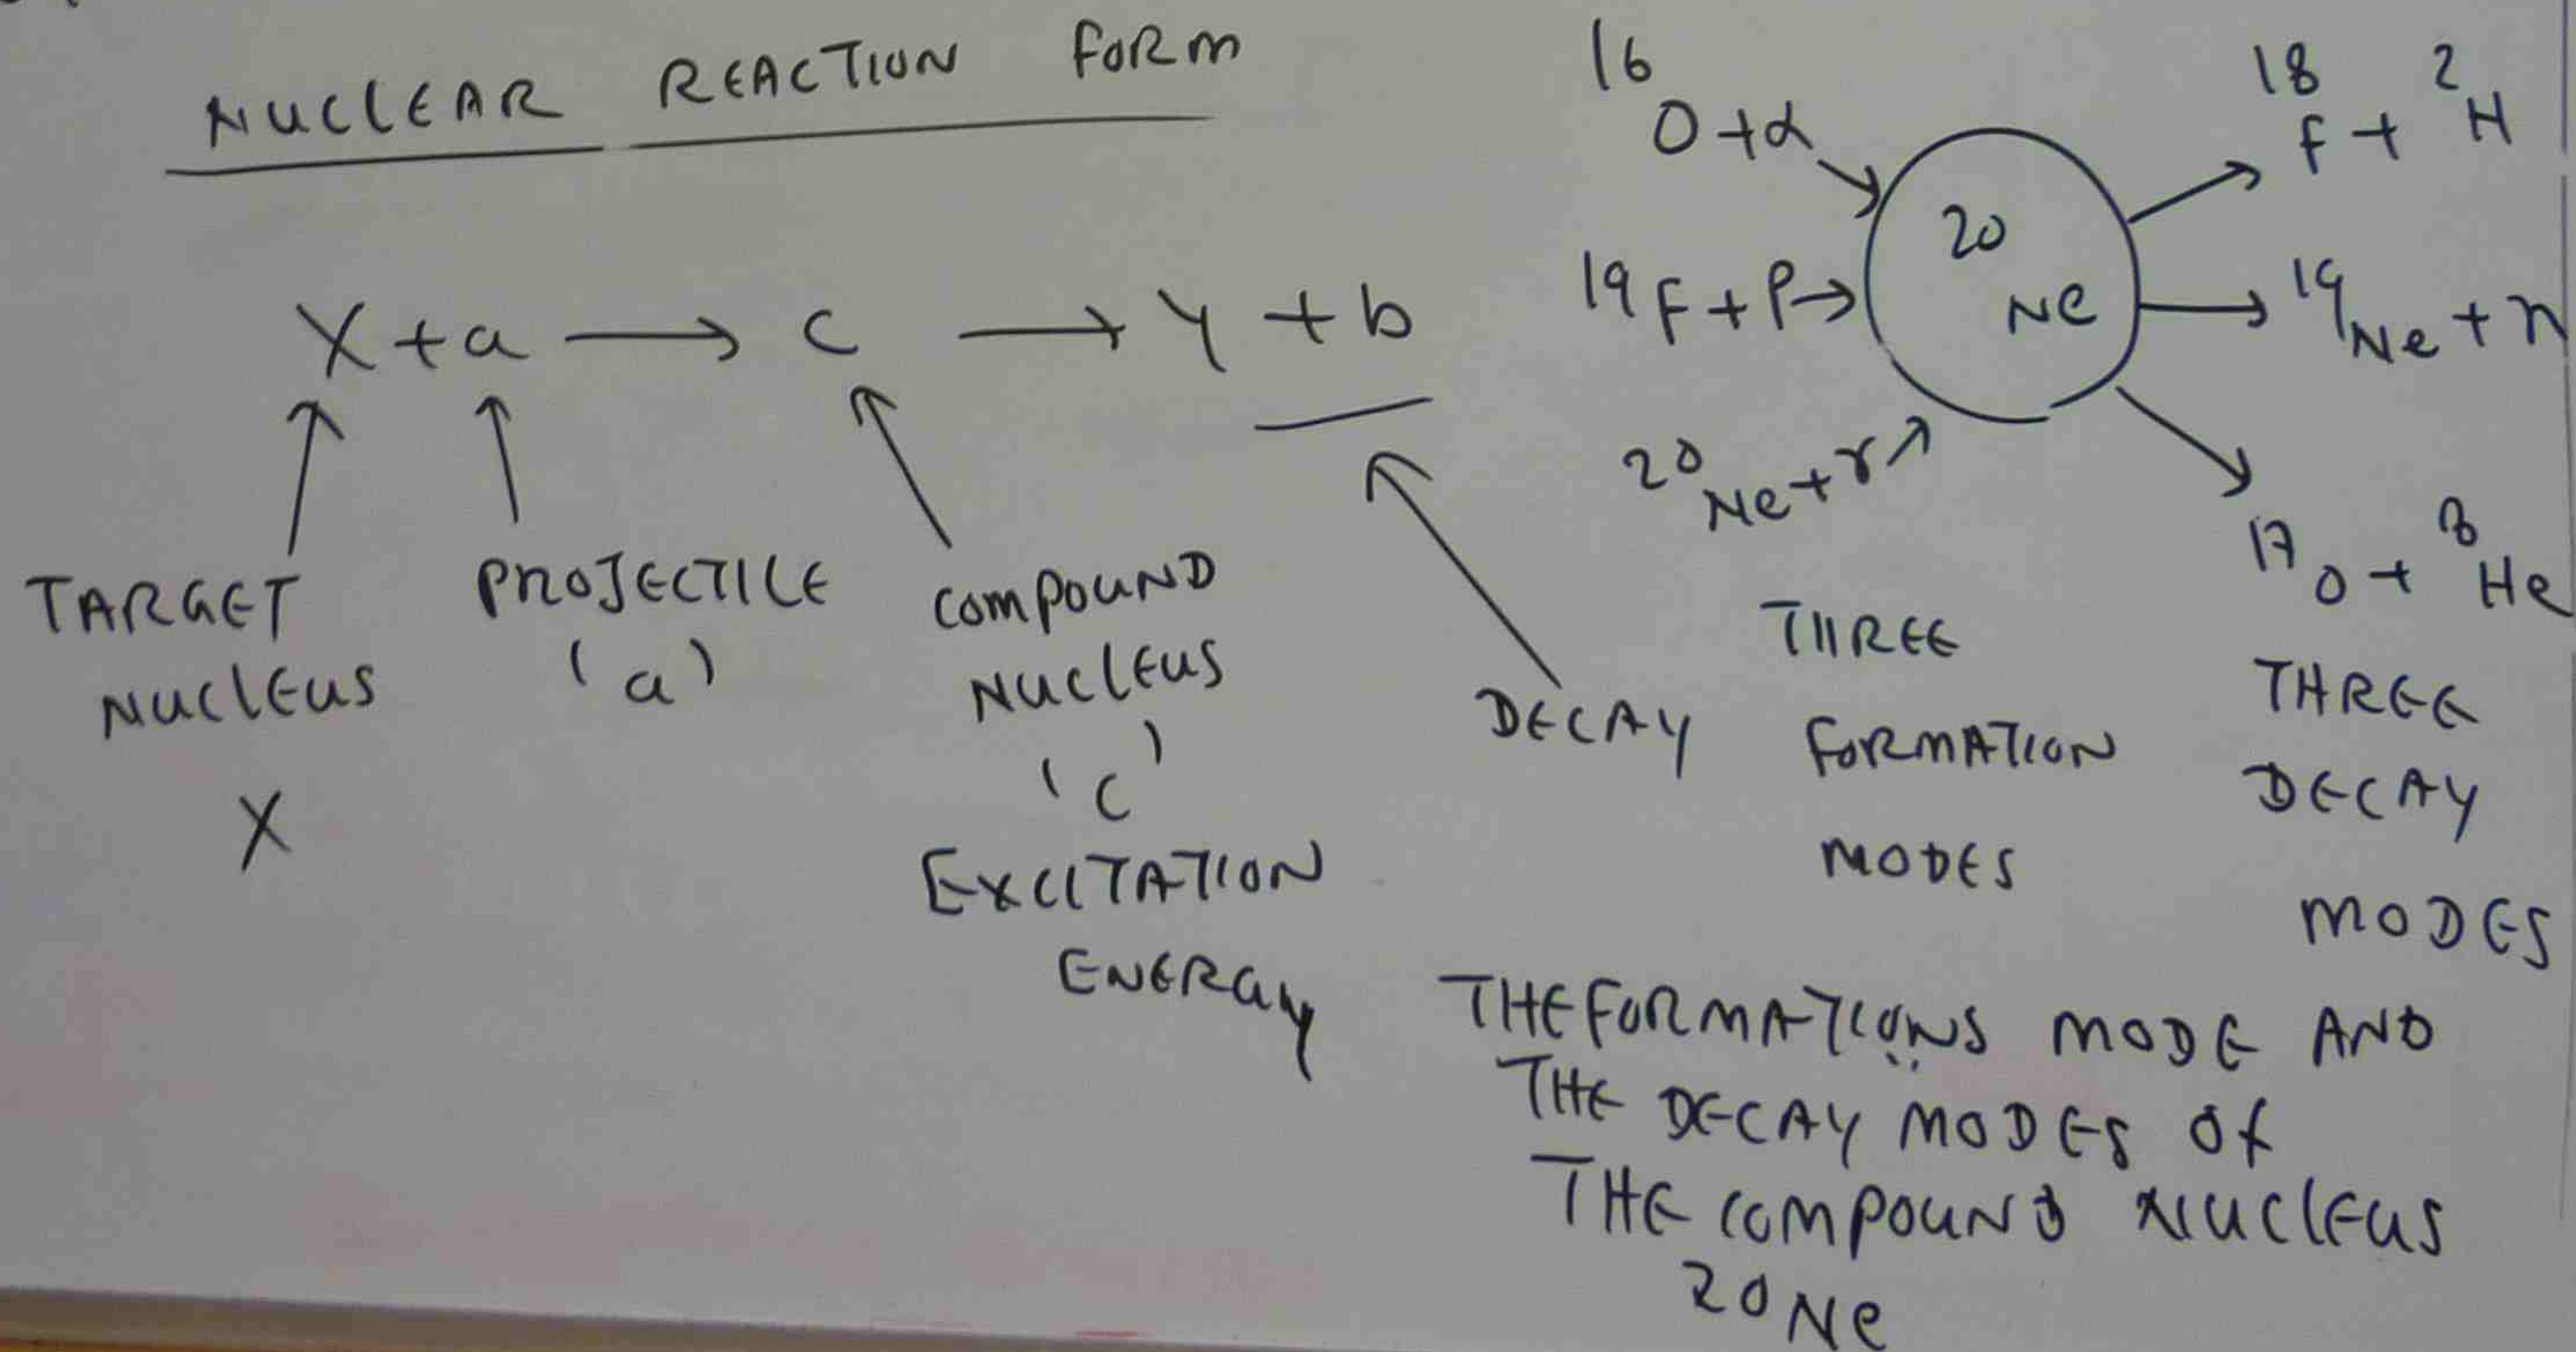 NUCLEAR REACTION FORM
X + a → C → Y + b
TARGET
NUCLEUS
X
PROJECTILE
(a)
COMPOUND
NUCLEUS
'C'
EXCITATION
ENERGY
DECAY
16
O + α
19 F + P →
20
Ne + γ
20
Ne
18 2
F + H
19
Ne + n
17 3
O + He
THREE
FORMATION
MODES
THREE
DECAY
MODES
THE FORMATIONS MODE AND
THE DECAY MODES OF
THE COMPOUND NUCLEUS
20 Ne